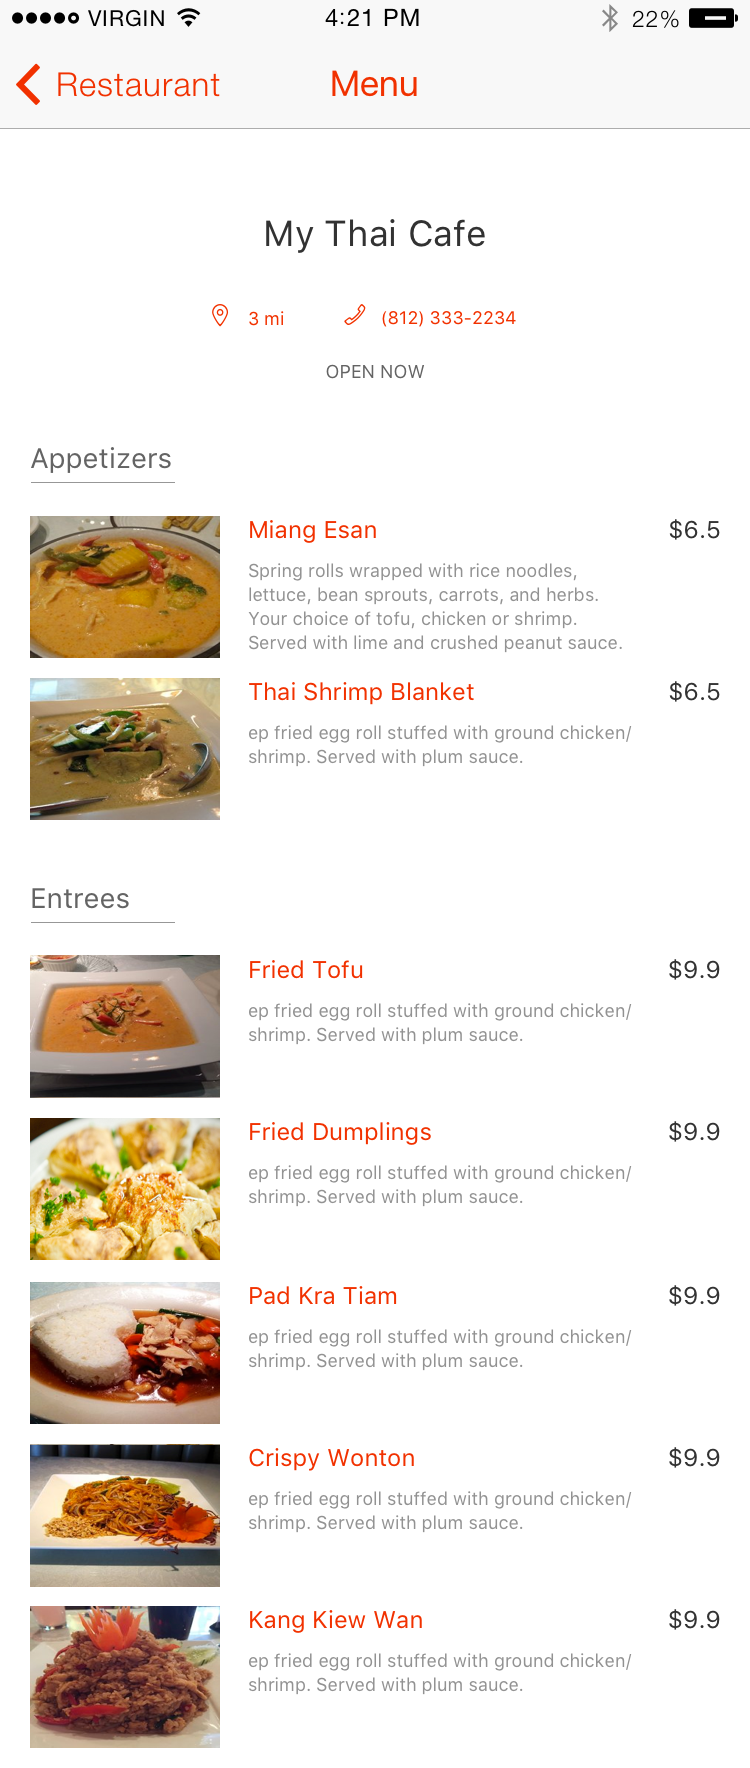 VIRGIN 4:21 PM 22%
Restaurant Menu
My Thai Cafe
3 mi (812) 333-2234
OPEN NOW
Appetizers
Miang Esan $6.5
Spring rolls wrapped with rice noodles,
lettuce, bean sprouts, carrots, and herbs.
Your choice of tofu, chicken or shrimp.
Served with lime and crushed peanut sauce.
Thai Shrimp Blanket $6.5
ep fried egg roll stuffed with ground chicken/
shrimp. Served with plum sauce.
Entrees
Fried Tofu $9.9
ep fried egg roll stuffed with ground chicken/
shrimp. Served with plum sauce.
Fried Dumplings $9.9
ep fried egg roll stuffed with ground chicken/
shrimp. Served with plum sauce.
Pad Kra Tiam $9.9
ep fried egg roll stuffed with ground chicken/
shrimp. Served with plum sauce.
Crispy Wonton $9.9
ep fried egg roll stuffed with ground chicken/
shrimp. Served with plum sauce.
Kang Kiew Wan $9.9
ep fried egg roll stuffed with ground chicken/
shrimp. Served with plum sauce.